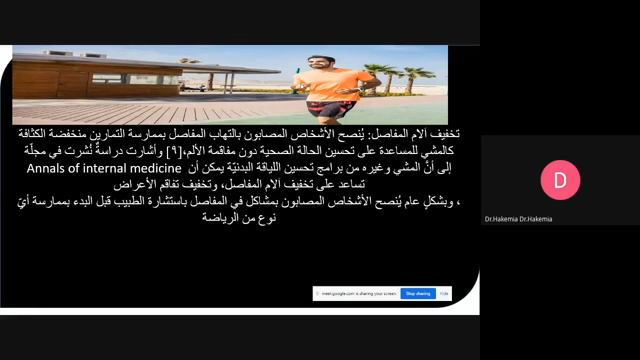 تخفيف آلام المفاصل: يُنصح الأشخاص المصابون بالتهاب المفاصل بممارسة التمارين منخفضة الكثافة
كالمشي للمساعدة على تحسين الحالة الصحية دون مفاقمة الألم،[٩] وأشارت دراسةٌ نُشرت في مجلّة
Annals of internal medicine إلى أنَّ المشي وغيره من برامج تحسين اللياقة البدنيّة يمكن أن
تساعد على تخفيف آلام المفاصل، وتخفيف تفاقم الأعراض
، وبشكلٍ عام يُنصح الأشخاص المصابون بمشاكل في المفاصل باستشارة الطبيب قبل البدء بممارسة أيّ
نوع من الرياضة
meet.google.com is sharing your screen. Stop sharing Hide
D
Dr.Hakemia Dr.Hakemia